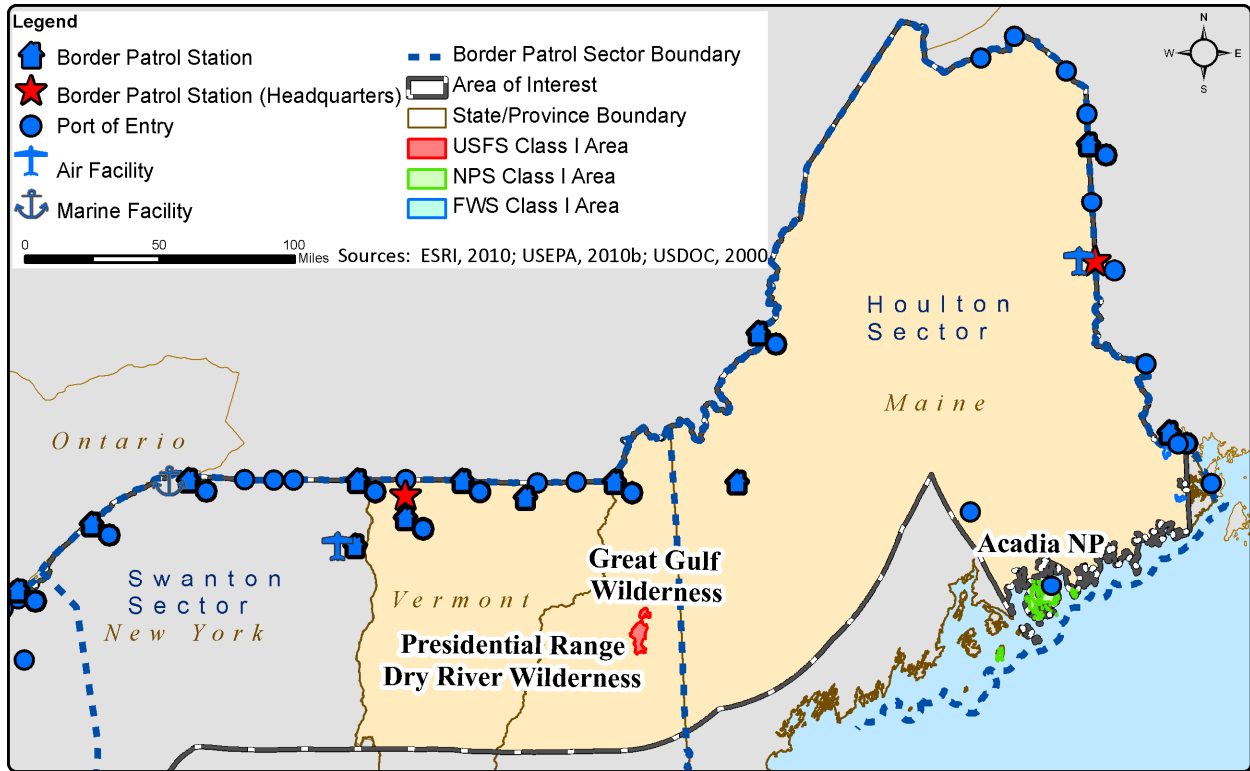 Legend
Border Patrol Station
Border Patrol Station (Headquarters)
Port of Entry
Air Facility
Marine Facility
Border Patrol Sector Boundary
Area of Interest
State/Province Boundary
USFS Class I Area
NPS Class I Area
FWS Class I Area
0 50 100
Miles
Sources: ESRI, 2010; USEPA, 2010b; USDOC, 2000
N
W E
S
Houlton
Sector
Maine
Ontario
Acadia NP
Great Gulf
Wilderness
Swanton
Sector
New York
Vermont
Presidential Range
Dry River Wilderness